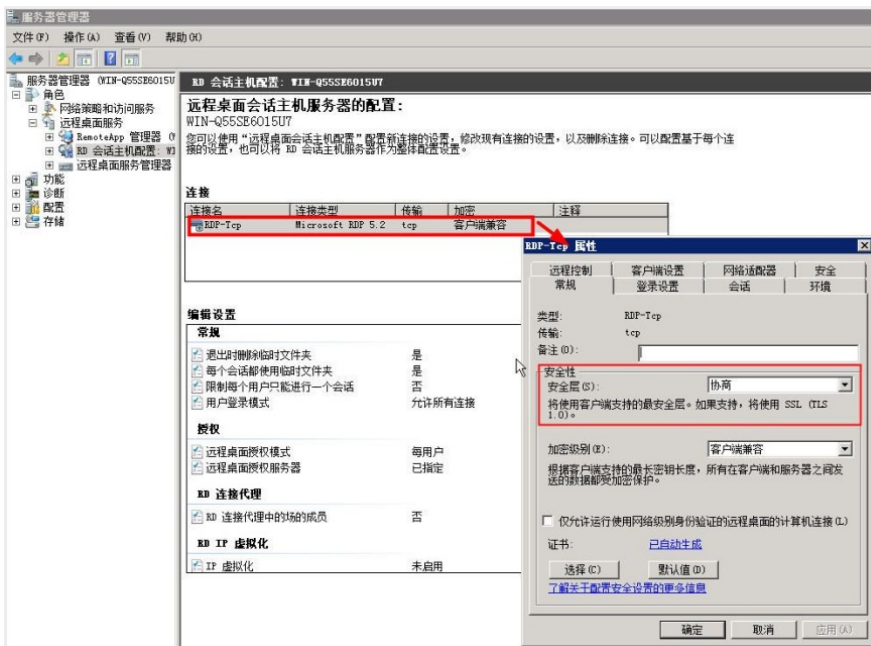 服务器管理器
文件(F) 操作(A) 查看(V) 帮助(H)
服务器管理器 (WIN-Q55SE6015U
角色
网络策略和访问服务
远程桌面服务
RemoteApp 管理器
RD 会话主机配置: WI
远程桌面服务管理器
功能
诊断
配置
存储
RD 会话主机配置: WIN-Q55SE6015U7
远程桌面会话主机服务器的配置:
WIN-Q55SE6015U7
您可以使用“远程桌面会话主机配置”配置新连接的设置，修改现有连接的设置，以及删除连接。可以配置基于每个连
接的设置，也可以将 RD 会话主机服务器作为整体配置设置。
连接
连接名 连接类型 传输 加密 注释
RDP-Tcp Microsoft RDP 5.2 tcp 客户端兼容
编辑设置
常规
退出时删除临时文件夹 是
每个会话都使用临时文件夹 是
限制每个用户只能进行一个会话 否
用户登录模式 允许所有连接
授权
远程桌面授权模式 每用户
远程桌面授权服务器 已指定
RD 连接代理
RD 连接代理中的场的成员 否
RD IP 虚拟化
IP 虚拟化 未启用
RDP-Tcp 属性
远程控制 客户端设置 网络适配器 安全
常规 登录设置 会话 环境
类型: RDP-Tcp
传输: tcp
备注(O):
安全性
安全层(S): 协商
将使用客户端支持的最安全层。如果支持，将使用 SSL (TLS
1.0)。
加密级别(E): 客户端兼容
根据客户端支持的最长密钥长度，所有在客户端和服务器之间发
送的数据都受加密保护。
仅允许运行使用网络级别身份验证的远程桌面的计算机连接(L)
证书: 已自动生成
选择(C) 默认值(D)
了解关于配置安全设置的更多信息
确定 取消 应用(A)